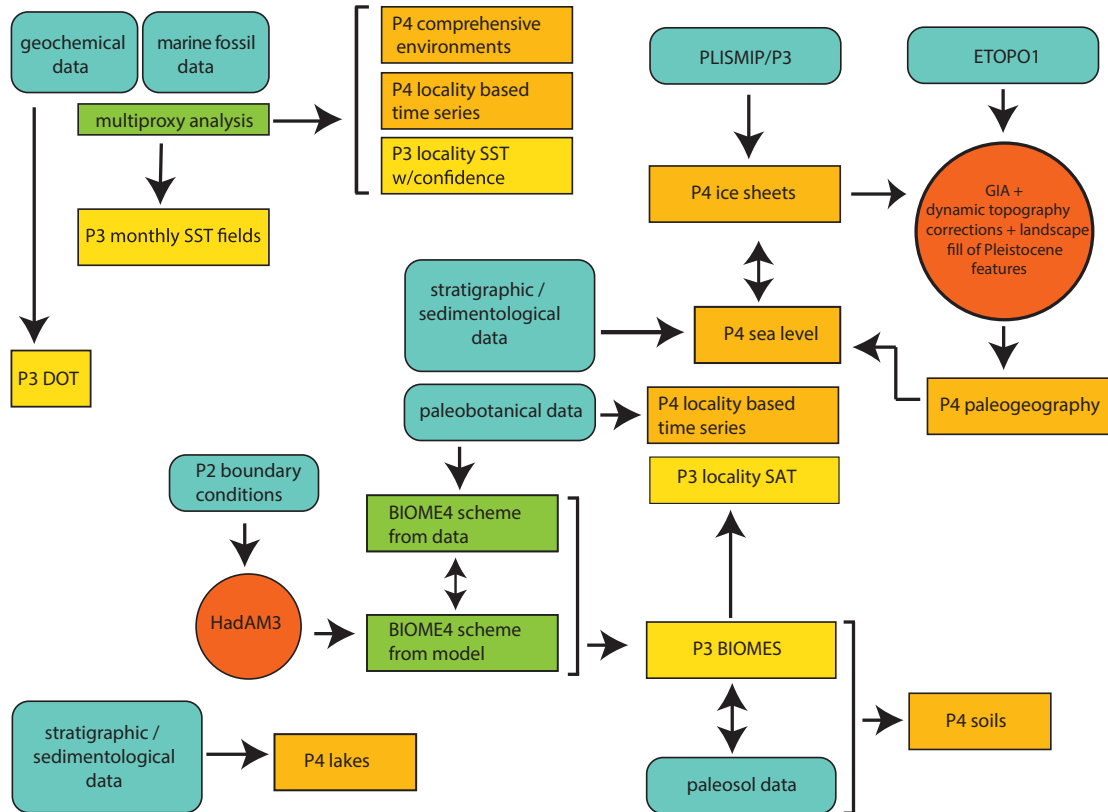 geochemical
data
marine fossil
data
multiproxy analysis
P4 comprehensive
environments
P4 locality based
time series
P3 locality SST
w/confidence
P3 monthly SST fields
P3 DOT
PLISMIP/P3
ETOPO1
P4 ice sheets
GIA +
dynamic topography
corrections + landscape
fill of Pleistocene
features
stratigraphic /
sedimentological
data
P4 sea level
P4 paleogeography
paleobotanical data
P4 locality based
time series
P3 locality SAT
P2 boundary
conditions
BIOME4 scheme
from data
HadAM3
BIOME4 scheme
from model
P3 BIOMES
P4 soils
stratigraphic /
sedimentological
data
P4 lakes
paleosol data